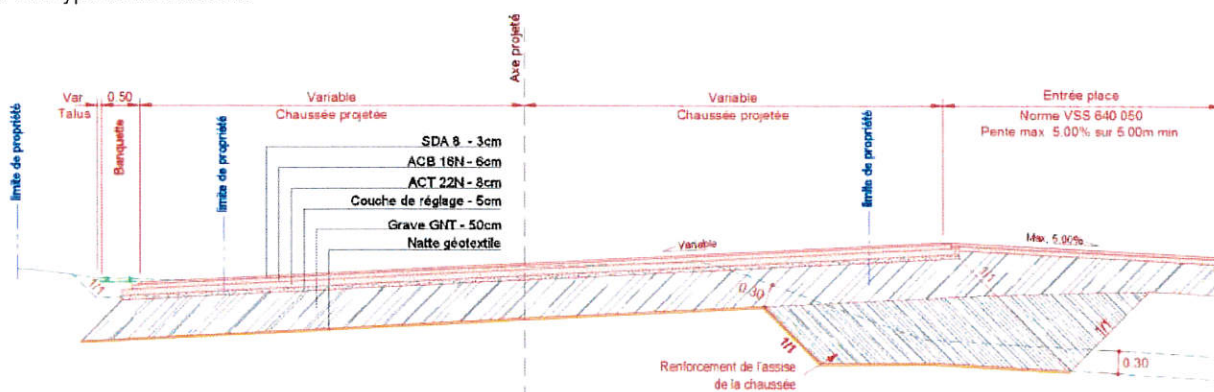 Axe projeté
limite de propriété
Var
Talus
0.50
Banquette
Variable
Chaussée projetée
limite de propriété
Variable
Chaussée projetée
limite de propriété
Entrée place
Norme VSS 640 050
Pente max 5.00% sur 5.00m min
SDA 8 - 3cm
ACB 16N - 6cm
ACT 22N - 8cm
Couche de réglage - 5cm
Grave GNT - 50cm
Natte géotextile
Variable
Max. 5.00%
1/1
1/1
0.30
1/1
1/1
0.30
Renforcement de l'assise
de la chaussée